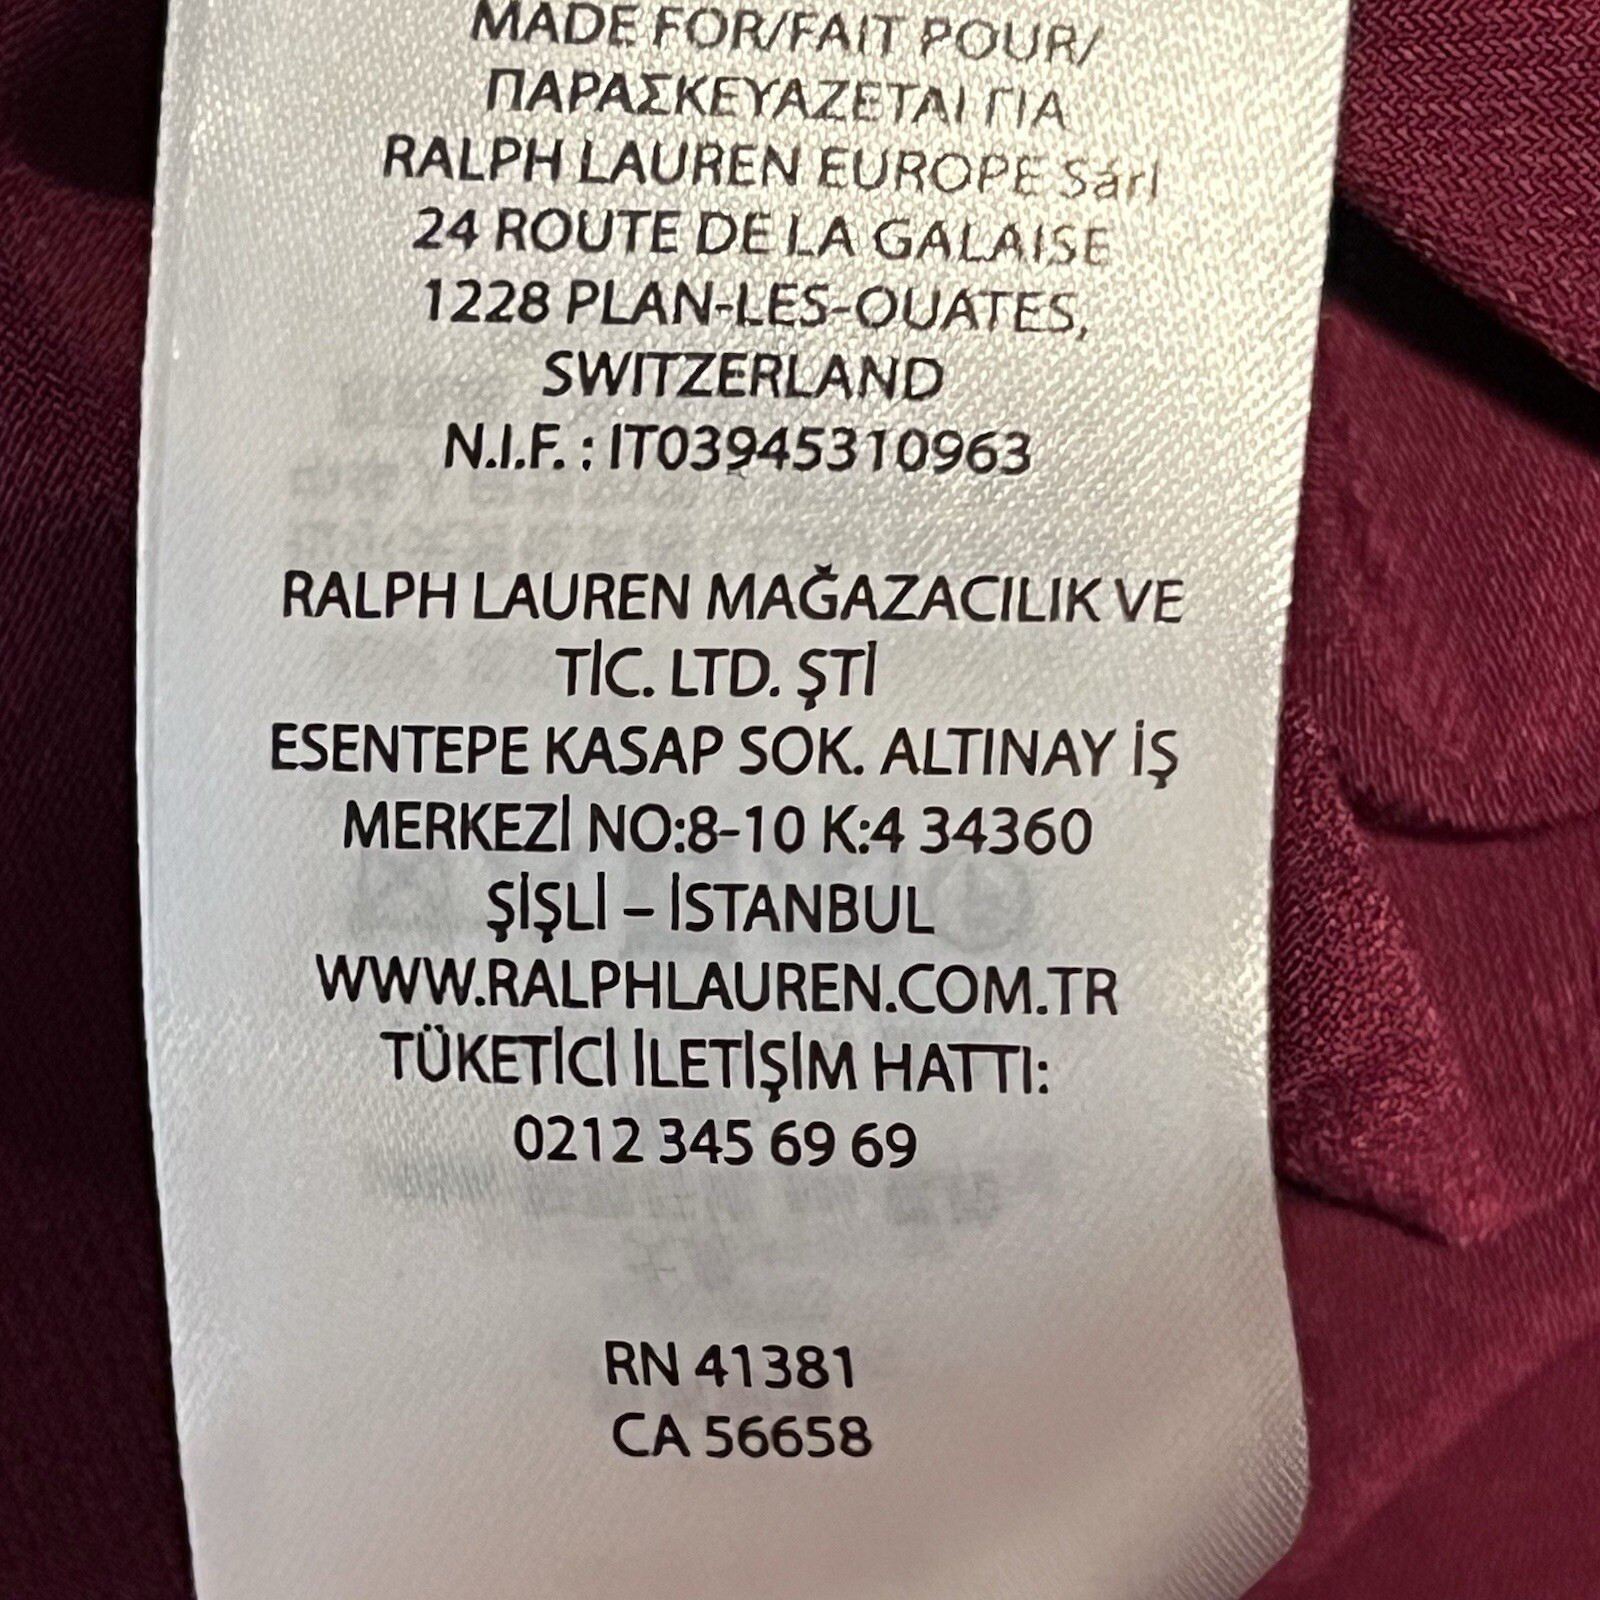 MADE FOR/FAIT POUR/
ΠΑΡΑΣΚΕΥΑΖΕΤΑΙ ΓΙΑ
RALPH LAUREN EUROPE Sárl
24 ROUTE DE LA GALAISE
1228 PLAN-LES-OUATES,
SWITZERLAND
N.I.F. : IT03945310963
RALPH LAUREN MAĞAZACILIK VE
TİC. LTD. ŞTİ
ESENTEPE KASAP SOK. ALTINAY İŞ
MERKEZİ NO:8-10 K:4 34360
ŞİŞLİ – İSTANBUL
WWW.RALPHLAUREN.COM.TR
TÜKETİCİ İLETİŞİM HATTI:
0212 345 69 69
RN 41381
CA 56658